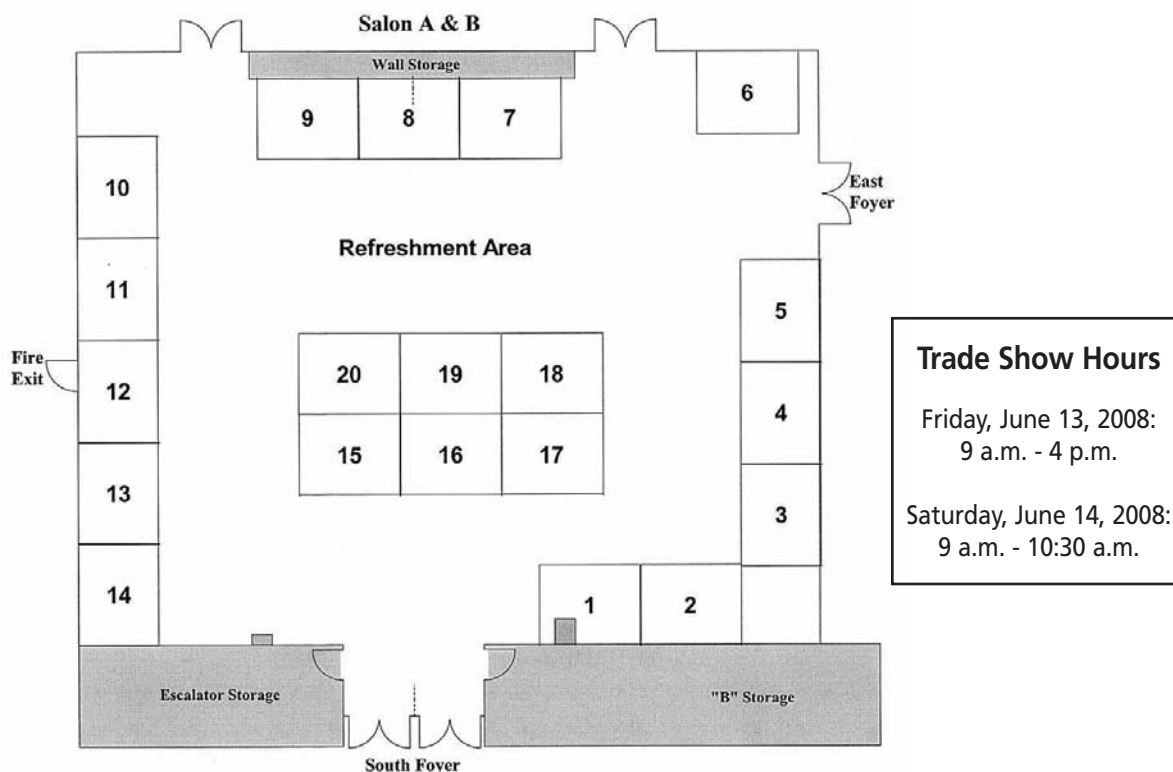 Salon A & B
Wall Storage
6
9 8 7
10
East
Foyer
Refreshment Area
11
5
Fire
Exit
12
20 19 18
4
15 16 17
13
3
14
1 2
Escalator Storage
"B" Storage
South Foyer
Trade Show Hours
Friday, June 13, 2008:
9 a.m. - 4 p.m.
Saturday, June 14, 2008:
9 a.m. - 10:30 a.m.